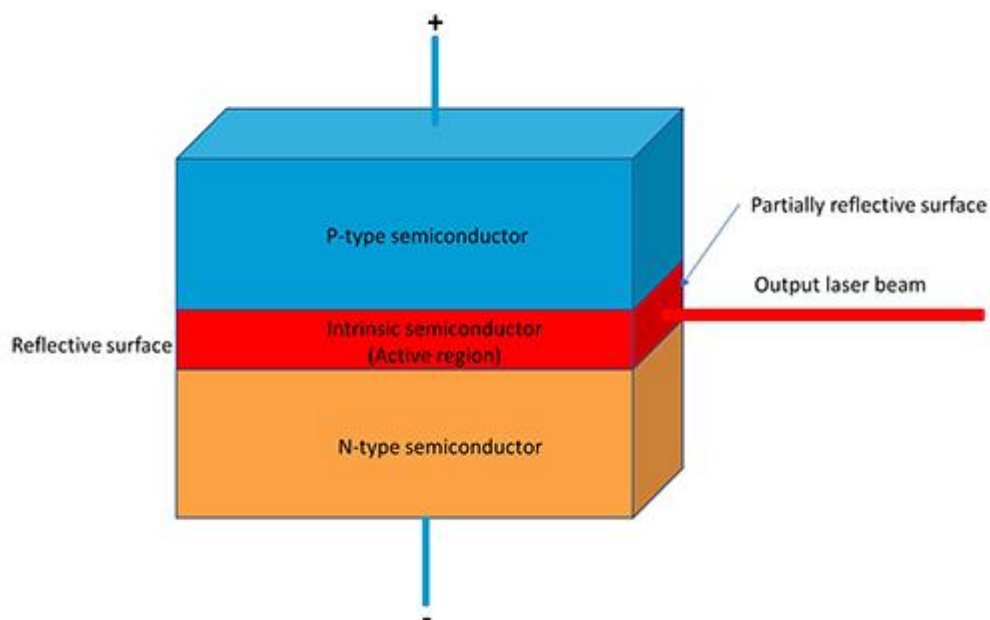 +
P-type semiconductor
Partially reflective surface
Output laser beam
Intrinsic semiconductor
(Active region)
Reflective surface
N-type semiconductor
-